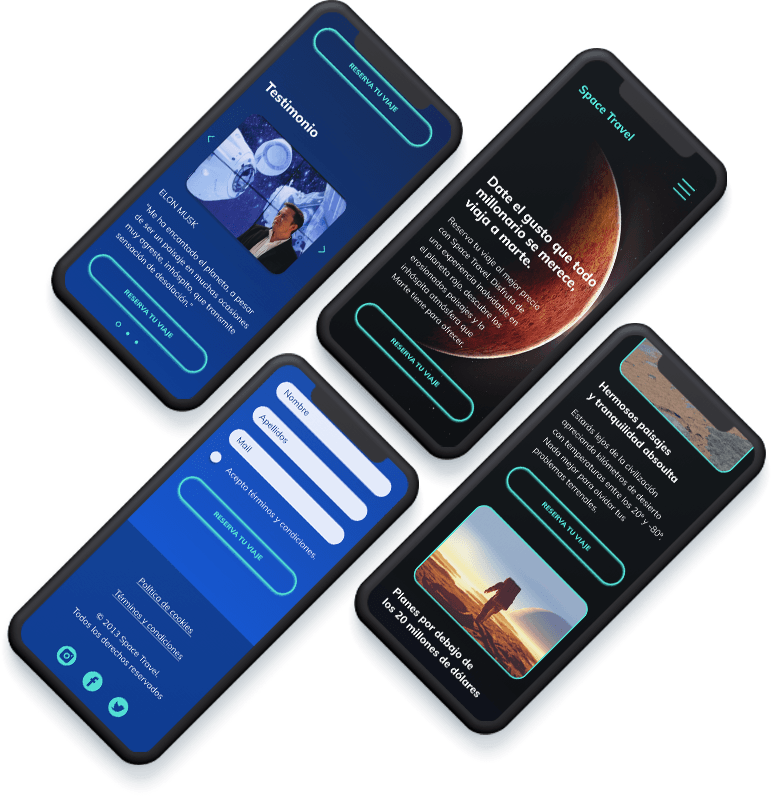 RESERVA TU VIAJE
Testimonio
ELON MUSK
"Me ha encantado el planeta, a pesar
de ser un paisaje en muchas ocasiones
muy agreste, inhóspito, que transmite
sensación de desolación."
RESERVA TU VIAJE
Space Travel
Date el gusto que todo
millonario se merece,
viaja a marte.
Reserva tu viaje al mejor precio
con Space Travel. Disfruta de
una experiencia inolvidable en
el planeta rojo, descubre los
erosionados paisajes y la
inhóspita atmósfera que
Marte tiene para ofrecer.
RESERVA TU VIAJE
Nombre
Apellidos
Mail
Acepto términos y condiciones.
RESERVA TU VIAJE
Política de cookies
Términos y condiciones
© 2013 Space Travel.
Todos los derechos reservados
Hermosos paisajes
y tranquilidad absoulta
Estarás lejos de la civilización
apreciando kilómetros de desierto
con temperaturas entre los 20° y -80°.
Nada mejor para olvidar tus
problemas terrenales.
RESERVA TU VIAJE
Planes por debajo de
los 20 millones de dólares